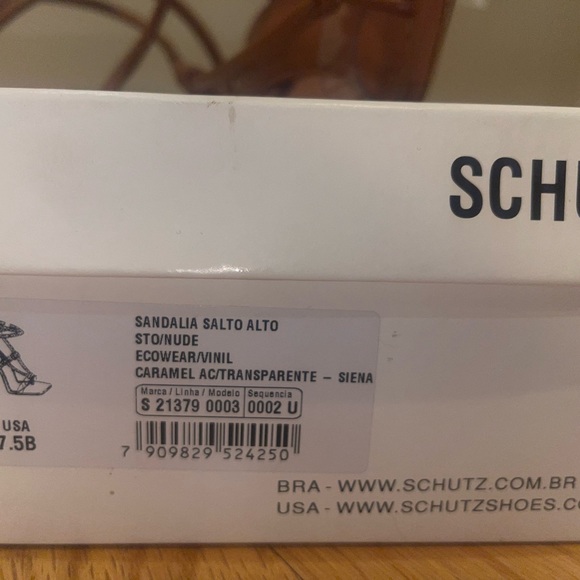 SCHU
SANDALIA SALTO ALTO
STO/NUDE
ECOWEAR/VINIL
CARAMEL AC/TRANSPARENTE – SIENA
Marca / Linha / Modelo Sequencia
S 21379 0003 0002 U
USA
7.5B
7 909829 524250
BRA - WWW.SCHUTZ.COM.BR
USA - WWW.SCHUTZSHOES.CO